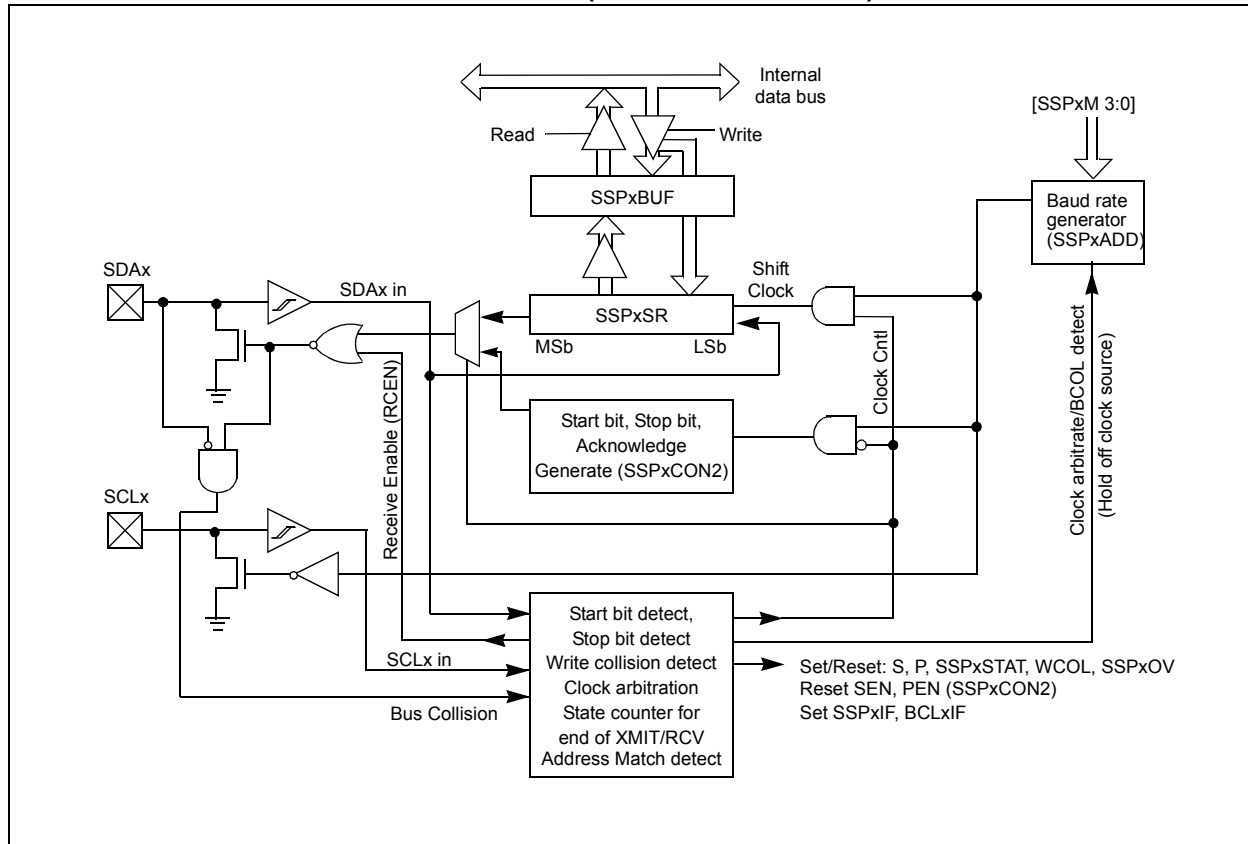 Internal
data bus
[SSPxM 3:0]
Read
Write
SSPxBUF
Baud rate
generator
(SSPxADD)
SDAx
SDAx in
Shift
Clock
SSPxSR
MSb
LSb
Clock Cntl
Clock arbitrate/BCOL detect
(Hold off clock source)
Receive Enable (RCEN)
Start bit, Stop bit,
Acknowledge
Generate (SSPxCON2)
SCLx
Start bit detect,
Stop bit detect
Write collision detect
Clock arbitration
State counter for
end of XMIT/RCV
Address Match detect
SCLx in
Bus Collision
Set/Reset: S, P, SSPxSTAT, WCOL, SSPxOV
Reset SEN, PEN (SSPxCON2)
Set SSPxIF, BCLxIF